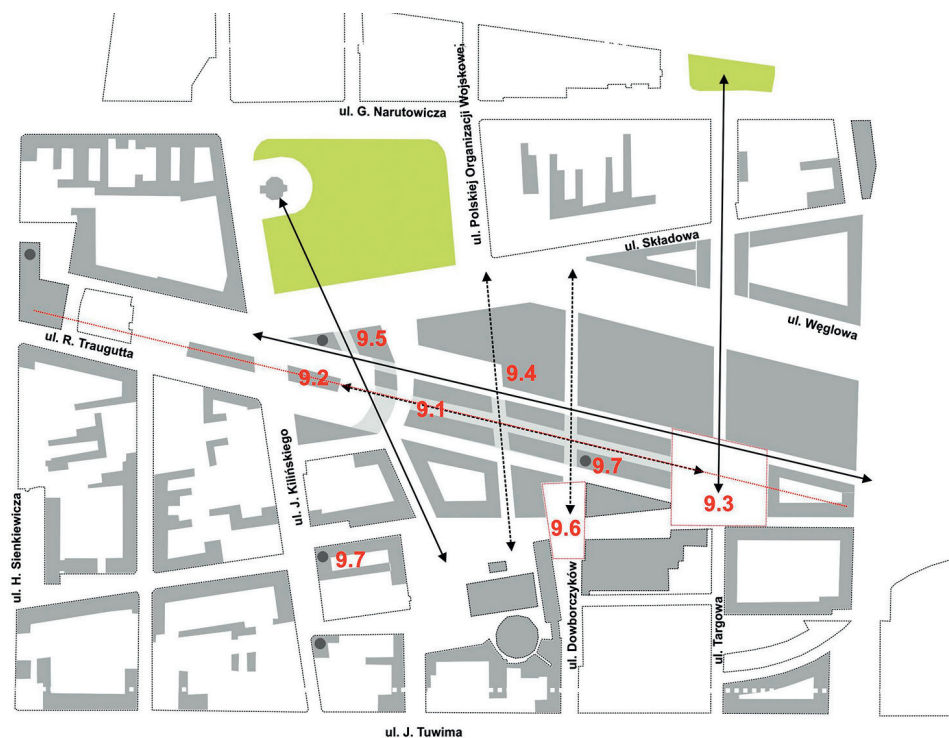 ul. G. Narutowicza
ul. Polskiej Organizacji Wojskowej
ul. Składowa
ul. Węglowa
ul. R. Traugutta
9.5
9.2
9.4
9.1
9.7
9.3
9.6
9.7
ul. J. Kilińskiego
ul. H. Sienkiewicza
ul. Dowborczyków
ul. Targowa
ul. J. Tuwima